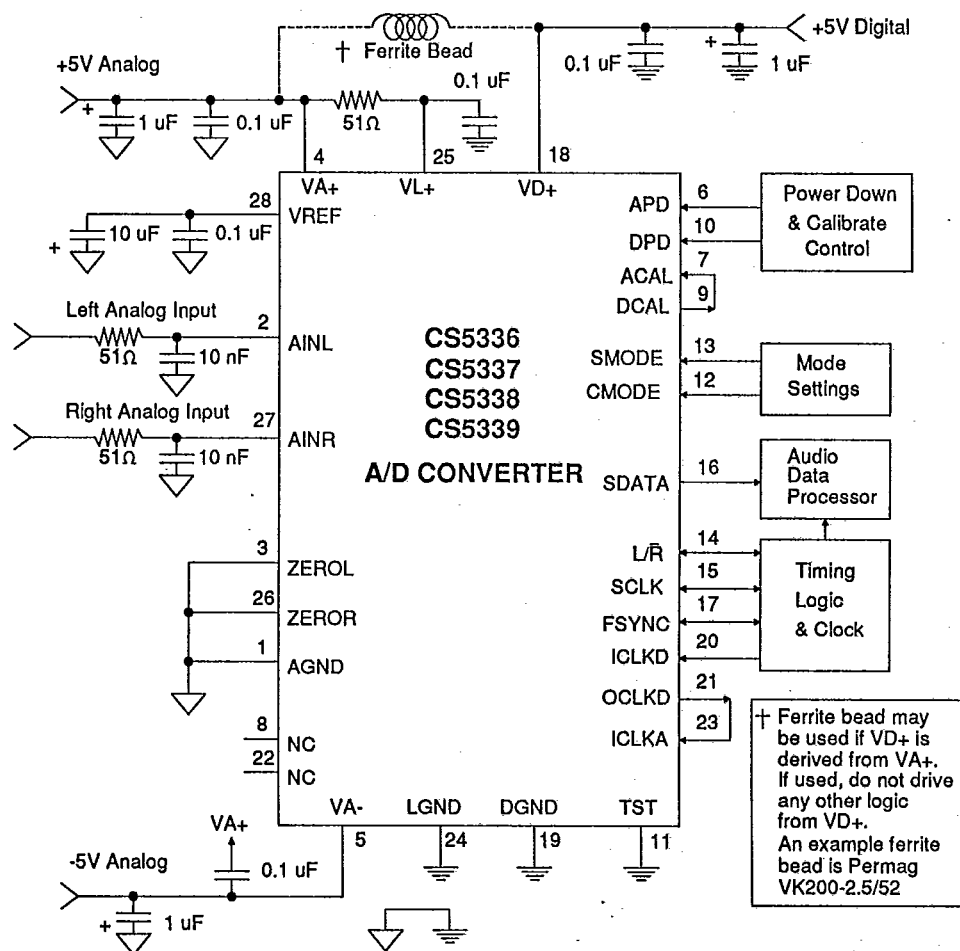 +5V Digital
† Ferrite Bead
+5V Analog
0.1 uF
0.1 uF
+
1 uF
+
1 uF
0.1 uF
51Ω
4
25
18
VA+
VL+
VD+
28
VREF
+
10 uF
0.1 uF
APD
6
DPD
10
ACAL
7
DCAL
9
Power Down
& Calibrate
Control
Left Analog Input
2
AINL
51Ω
10 nF
CS5336
CS5337
CS5338
CS5339
A/D CONVERTER
SMODE
13
CMODE
12
Mode
Settings
Right Analog Input
27
AINR
51Ω
10 nF
SDATA
16
Audio
Data
Processor
3
ZEROL
26
ZEROR
1
AGND
L/R̅
14
SCLK
15
FSYNC
17
ICLKD
20
Timing
Logic
& Clock
OCLKD
21
ICLKA
23
8
NC
22
NC
† Ferrite bead may
be used if VD+ is
derived from VA+.
If used, do not drive
any other logic
from VD+.
An example ferrite
bead is Permag
VK200-2.5/52
VA-
LGND
DGND
TST
5
24
19
11
VA+
-5V Analog
0.1 uF
+
1 uF